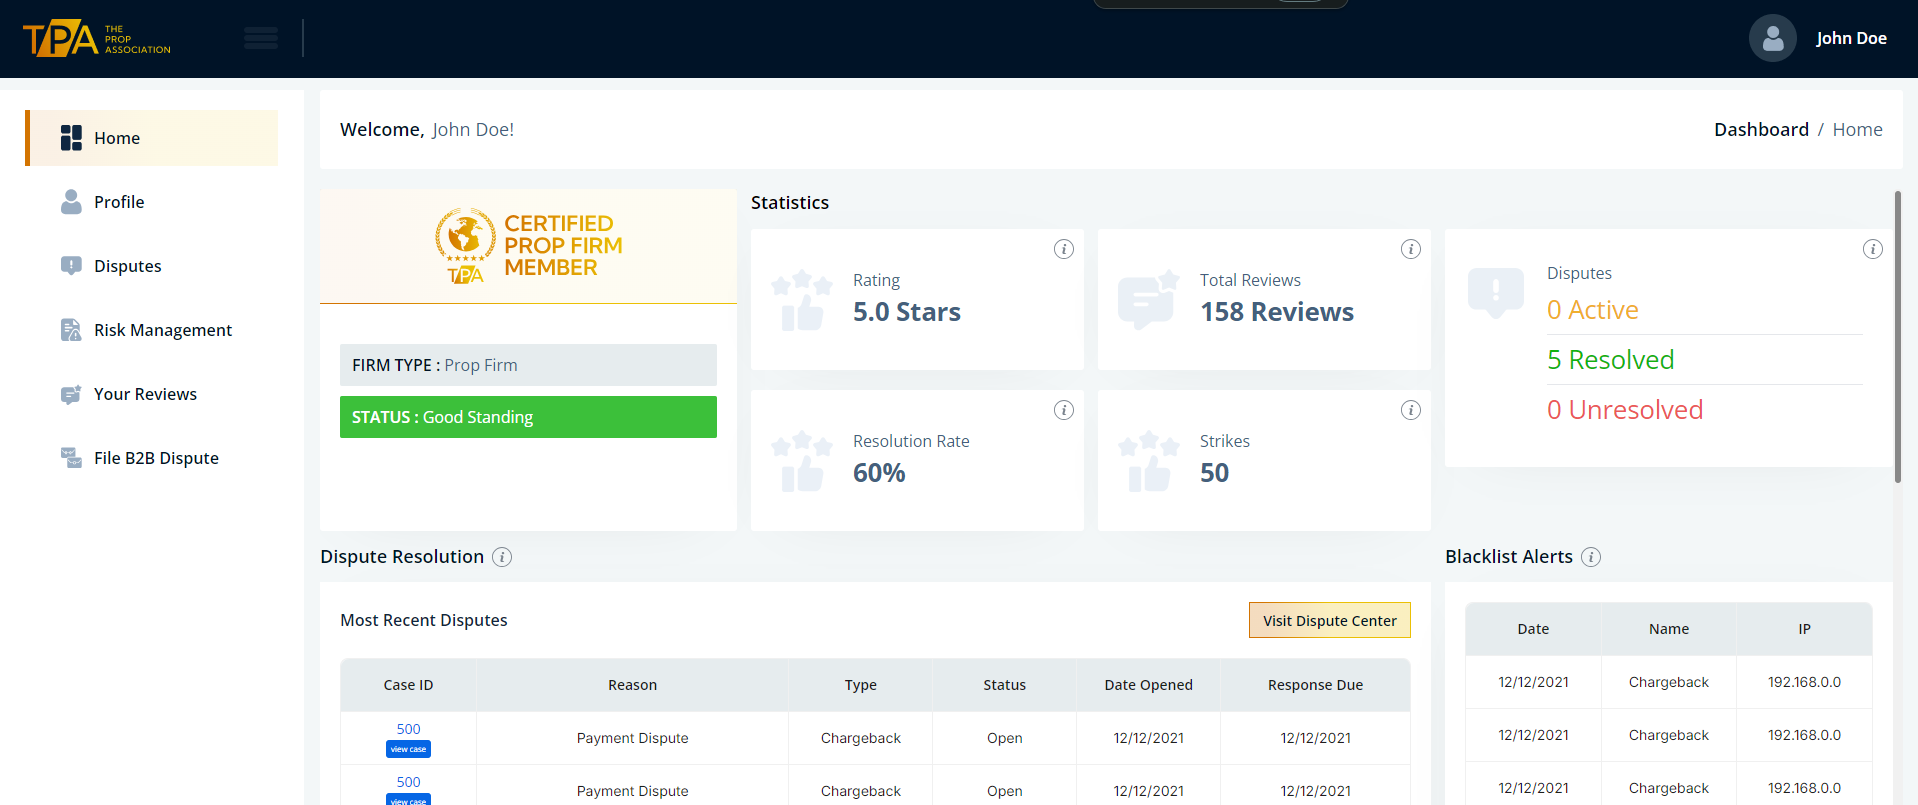 TPA THE PROP ASSOCIATION
John Doe
Home
Profile
Disputes
Risk Management
Your Reviews
File B2B Dispute
Welcome, John Doe!
Dashboard / Home
CERTIFIED
PROP FIRM
MEMBER
TPA
FIRM TYPE : Prop Firm
STATUS : Good Standing
Statistics
Rating
5.0 Stars
Total Reviews
158 Reviews
Resolution Rate
60%
Strikes
50
Disputes
0 Active
5 Resolved
0 Unresolved
Dispute Resolution
Most Recent Disputes
Visit Dispute Center
Case ID Reason Type Status Date Opened Response Due
500 Payment Dispute Chargeback Open 12/12/2021 12/12/2021
view case
500 Payment Dispute Chargeback Open 12/12/2021 12/12/2021
view case
Blacklist Alerts
Date Name IP
12/12/2021 Chargeback 192.168.0.0
12/12/2021 Chargeback 192.168.0.0
12/12/2021 Chargeback 192.168.0.0